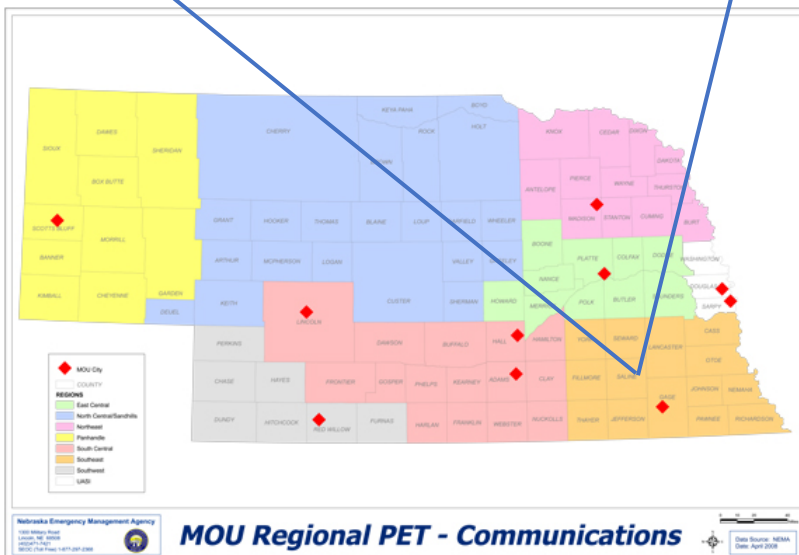 KEYA PAHA
BOYD
CHERRY
ROCK
HOLT
KNOX
CEDAR
DIXON
DAWES
SIOUX
SHERIDAN
DAKOTA
BOX BUTTE
PIERCE
WAYNE
THURSTON
ANTELOPE
SCOTTS BLUFF
GRANT
HOOKER
THOMAS
BLAINE
LOUP
WHEELER
MADISON
STANTON
CUMING
BURT
MORRILL
BOONE
BANNER
ARTHUR
MCPHERSON
LOGAN
VALLEY
PLATTE
COLFAX
WASHINGTON
NANCE
GARDEN
KIMBALL
CHEYENNE
KEITH
CUSTER
SHERMAN
HOWARD
POLK
BUTLER
DOUGLAS
SARPY
DEUEL
LINCOLN
CASS
PERKINS
DAWSON
BUFFALO
HALL
HAMILTON
SEWARD
LANCASTER
OTOE
CHASE
HAYES
FRONTIER
GOSPER
PHELPS
KEARNEY
ADAMS
CLAY
FILLMORE
SALINE
GAGE
JOHNSON
NEMAHA
DUNDY
HITCHCOCK
RED WILLOW
FURNAS
HARLAN
FRANKLIN
WEBSTER
NUCKOLLS
THAYER
JEFFERSON
PAWNEE
RICHARDSON
MOU City
COUNTY
REGIONS
East Central
North Central/Sandhills
Northeast
Panhandle
South Central
Southeast
Southwest
UASI
Nebraska Emergency Management Agency
1300 Military Road
MOU Regional PET - Communications
Data Source: NEMA
Date: April 2008